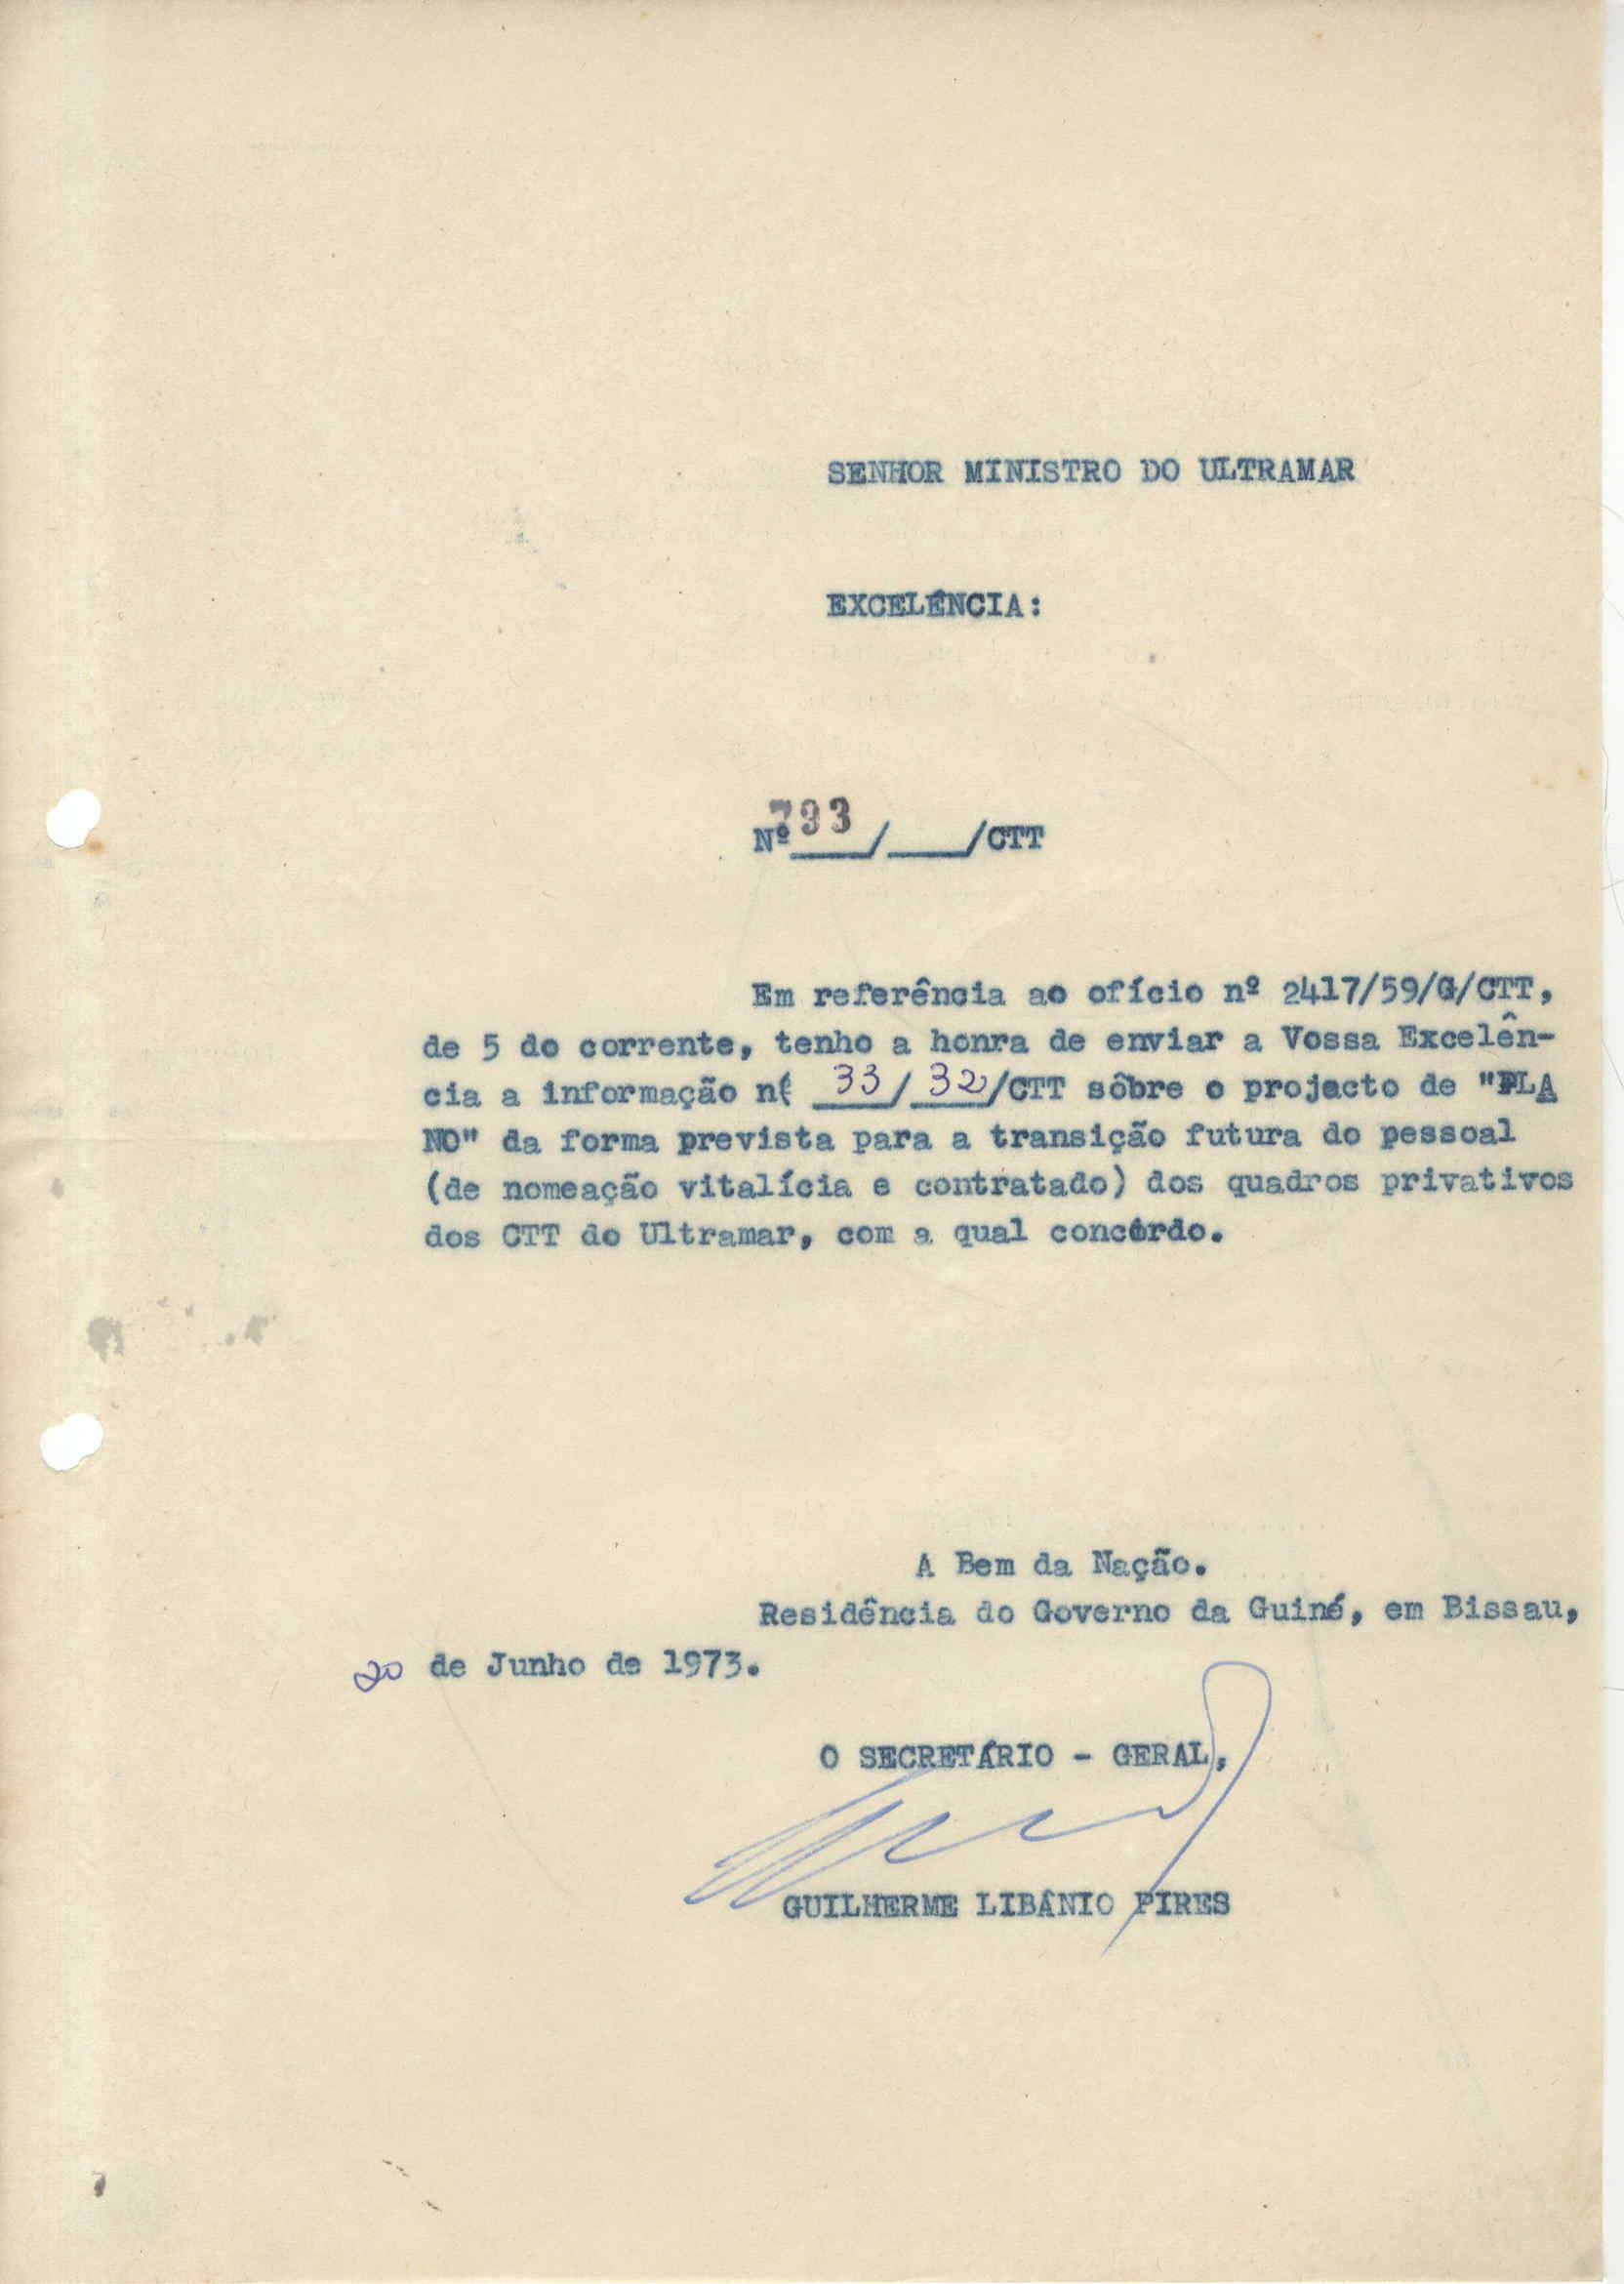 SENHOR MINISTRO DO ULTRAMAR
EXCELÊNCIA:
Nº 793/___/CTT
Em referência ao ofício nº 2417/59/G/CTT,
de 5 do corrente, tenho a honra de enviar a Vossa Excelên-
cia a informação nº 33/32/CTT sôbre o projecto de "PLA
NO" da forma prevista para a transição futura do pessoal
(de nomeação vitalícia e contratado) dos quadros privativos
dos CTT do Ultramar, com a qual concordo.
A Bem da Nação.
Residência do Governo da Guiné, em Bissau,
20 de Junho de 1973.
O SECRETÁRIO - GERAL,
GUILHERME LIBÂNIO PIRES